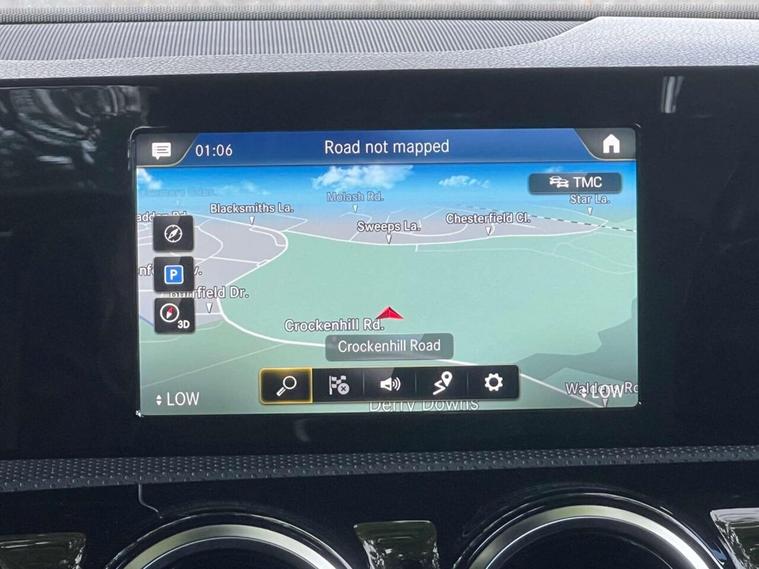 01:06 Road not mapped
TMC
Molash Rd.
Star La.
Blacksmiths La.
Chesterfield Cl.
Sweeps La.
P
field Dr.
3D
Crockenhill Rd.
Crockenhill Road
LOW
LOW
Derry Downs